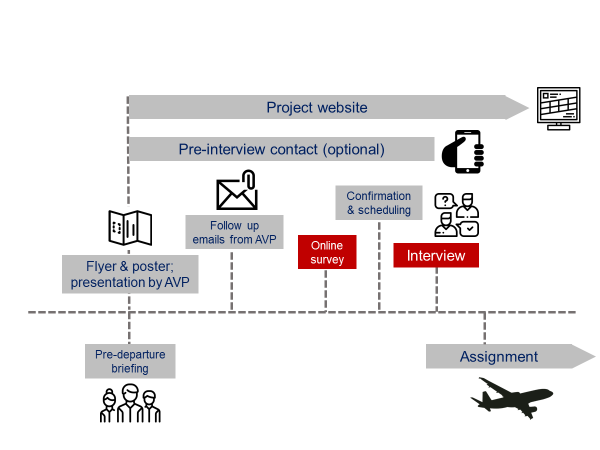 Project website
Pre-interview contact (optional)
Confirmation
& scheduling
Follow up
emails from AVP
Online
survey
Interview
Flyer & poster;
presentation by AVP
Pre-departure
briefing
Assignment